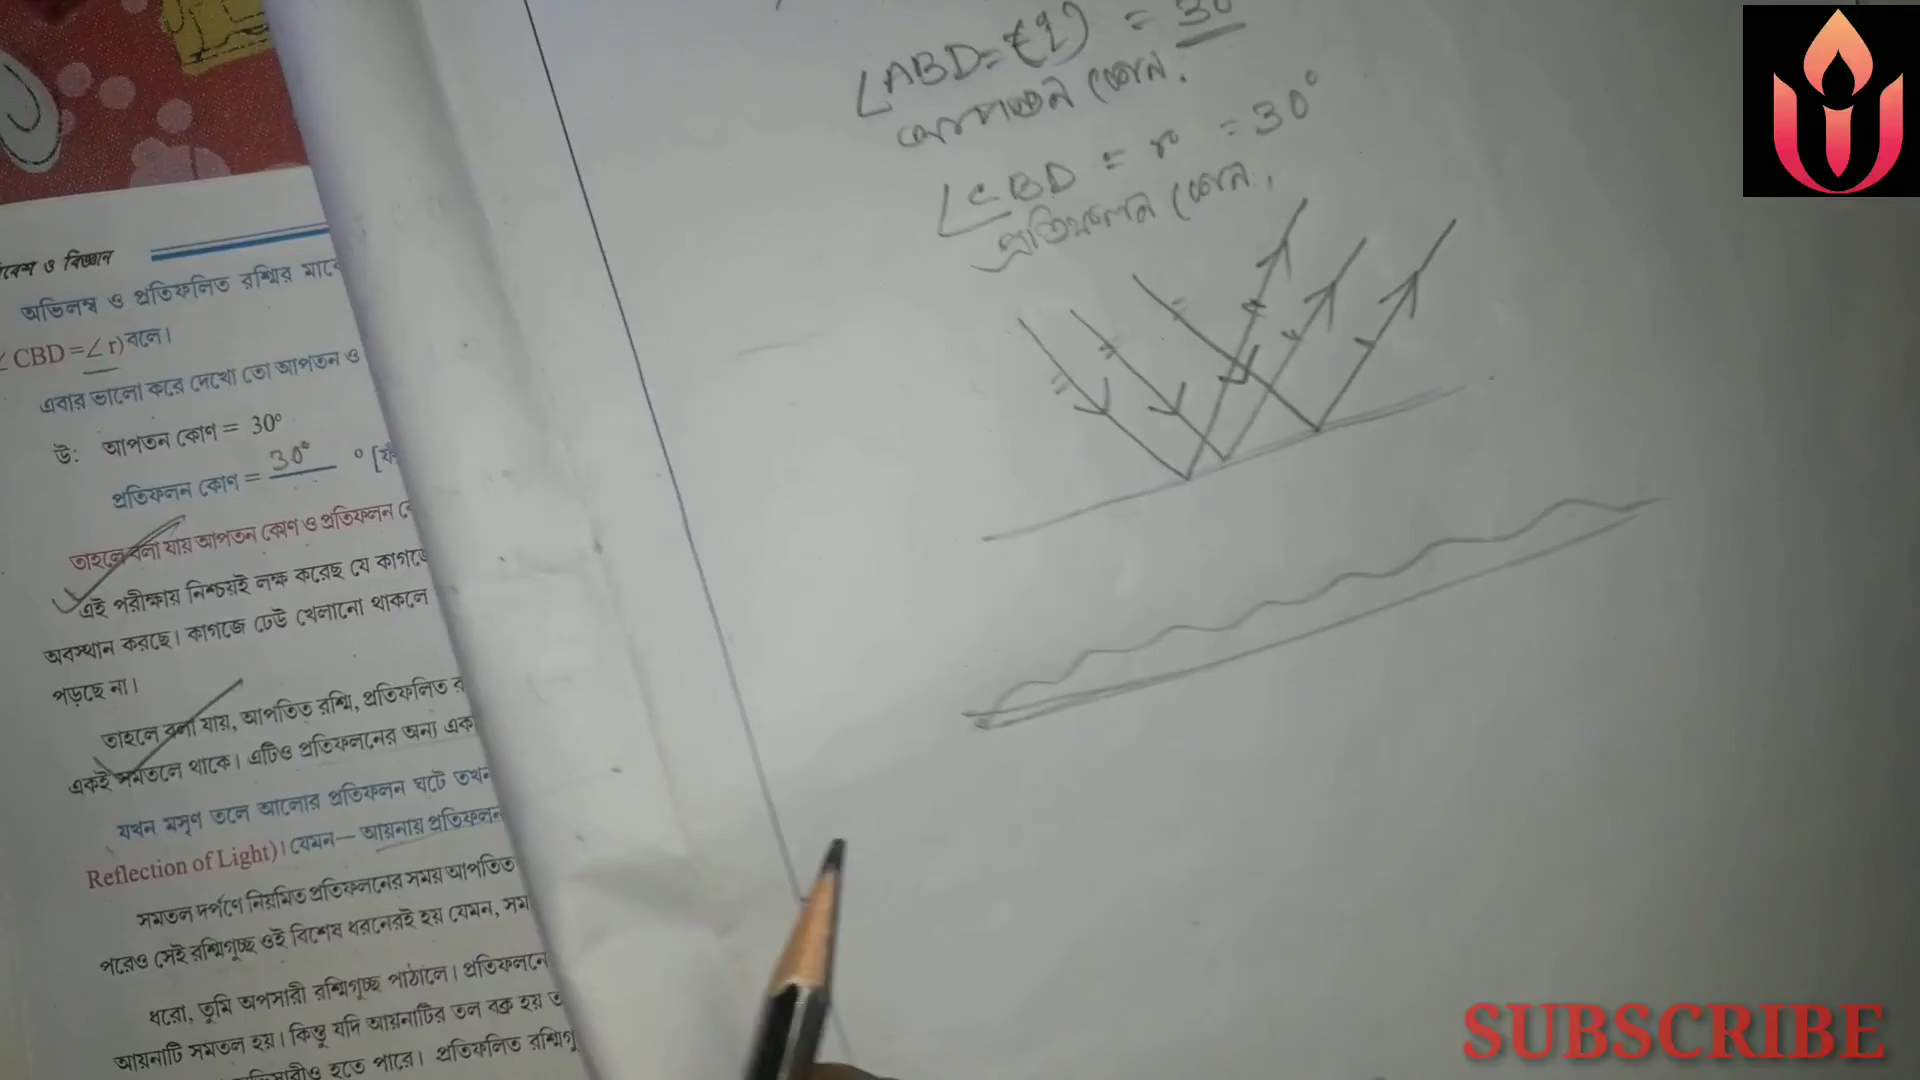 ∠ABD = (i) = 30
আপতন কোন.
∠CBD = r° = 30°
প্রতিফলন কোন.
পরিবেশ ও বিজ্ঞান
অভিলম্ব ও প্রতিফলিত রশ্মির মাঝে
∠CBD =∠r) বলে।
এবার ভালো করে দেখো তো আপতন ও
উ: আপতন কোণ = 30°
প্রতিফলন কোণ = 30° ° [
তাহলে বলা যায় আপতন কোণ ও প্রতিফলন
এই পরীক্ষায় নিশ্চয়ই লক্ষ করেছ যে কাগজে
অবস্থান করছে। কাগজে ঢেউ খেলানো থাকলে
পড়ছে না।
তাহলে বলা যায়, আপতিত রশ্মি, প্রতিফলিত র
একই সমতলে থাকে। এটিও প্রতিফলনের অন্য এক
যখন মসৃণ তলে আলোর প্রতিফলন ঘটে তখন
Reflection of Light)। যেমন— আয়নায় প্রতিফলন
সমতল দর্পণে নিয়মিত প্রতিফলনের সময় আপতিত
পরেও সেই রশ্মিগুচ্ছ ওই বিশেষ ধরনেরই হয় যেমন, সম
ধরো, তুমি অপসারী রশ্মিগুচ্ছ পাঠালে। প্রতিফলনে
আয়নাটি সমতল হয়। কিন্তু যদি আয়নাটির তল বক্র হয় ত
হতে পারে। প্রতিফলিত রশ্মিগু
SUBSCRIBE